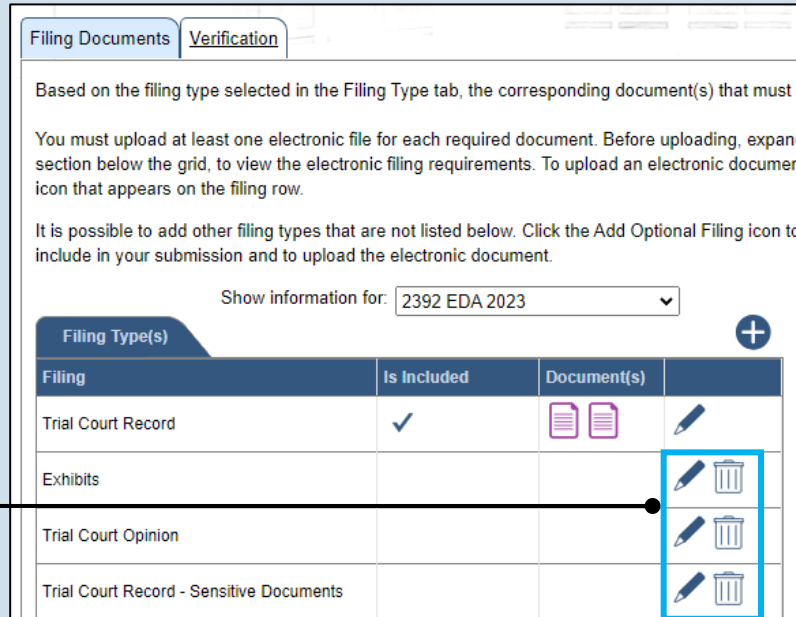 Filing Documents Verification
Based on the filing type selected in the Filing Type tab, the corresponding document(s) that must
You must upload at least one electronic file for each required document. Before uploading, expan
section below the grid, to view the electronic filing requirements. To upload an electronic documen
icon that appears on the filing row.
It is possible to add other filing types that are not listed below. Click the Add Optional Filing icon to
include in your submission and to upload the electronic document.
Show information for: 2392 EDA 2023
Filing Type(s)
Filing Is Included Document(s)
Trial Court Record
Exhibits
Trial Court Opinion
Trial Court Record - Sensitive Documents